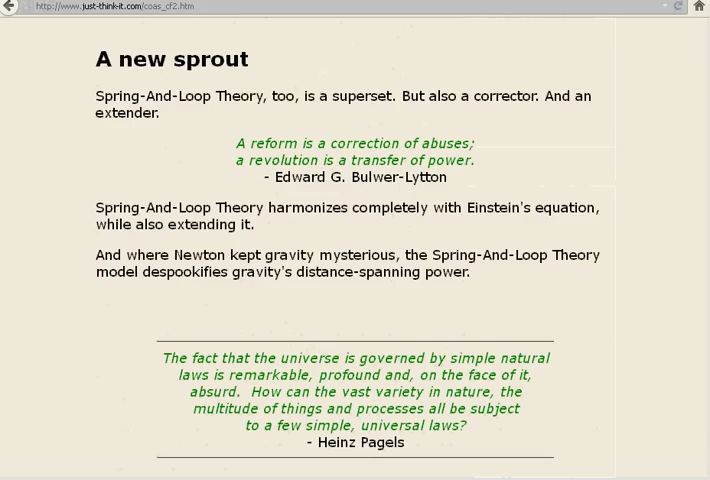 http://www.just-think-it.com/coas_cf2.htm
A new sprout
Spring-And-Loop Theory, too, is a superset. But also a corrector. And an
extender.
A reform is a correction of abuses;
a revolution is a transfer of power.
- Edward G. Bulwer-Lytton
Spring-And-Loop Theory harmonizes completely with Einstein's equation,
while also extending it.
And where Newton kept gravity mysterious, the Spring-And-Loop Theory
model despookifies gravity's distance-spanning power.
The fact that the universe is governed by simple natural
laws is remarkable, profound and, on the face of it,
absurd. How can the vast variety in nature, the
multitude of things and processes all be subject
to a few simple, universal laws?
- Heinz Pagels